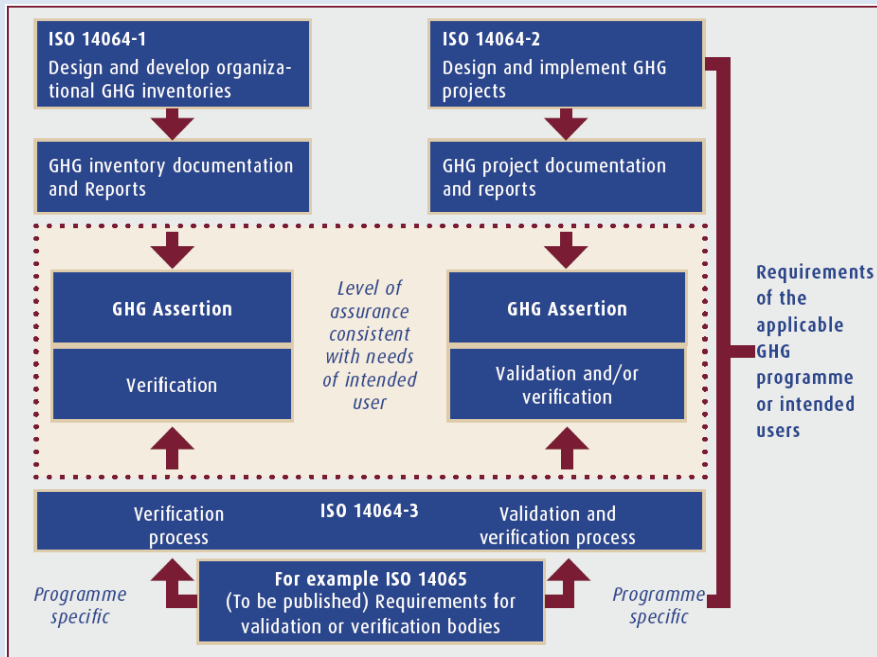 ISO 14064-1
Design and develop organiza-
tional GHG inventories
ISO 14064-2
Design and implement GHG
projects
GHG inventory documentation
and Reports
GHG project documentation
and reports
GHG Assertion
Verification
Level of
assurance
consistent
with needs
of intended
user
GHG Assertion
Validation and/or
verification
Requirements
of the
applicable
GHG
programme
or intended
users
Verification
process
ISO 14064-3
Validation and
verification process
Programme
specific
For example ISO 14065
(To be published) Requirements for
validation or verification bodies
Programme
specific